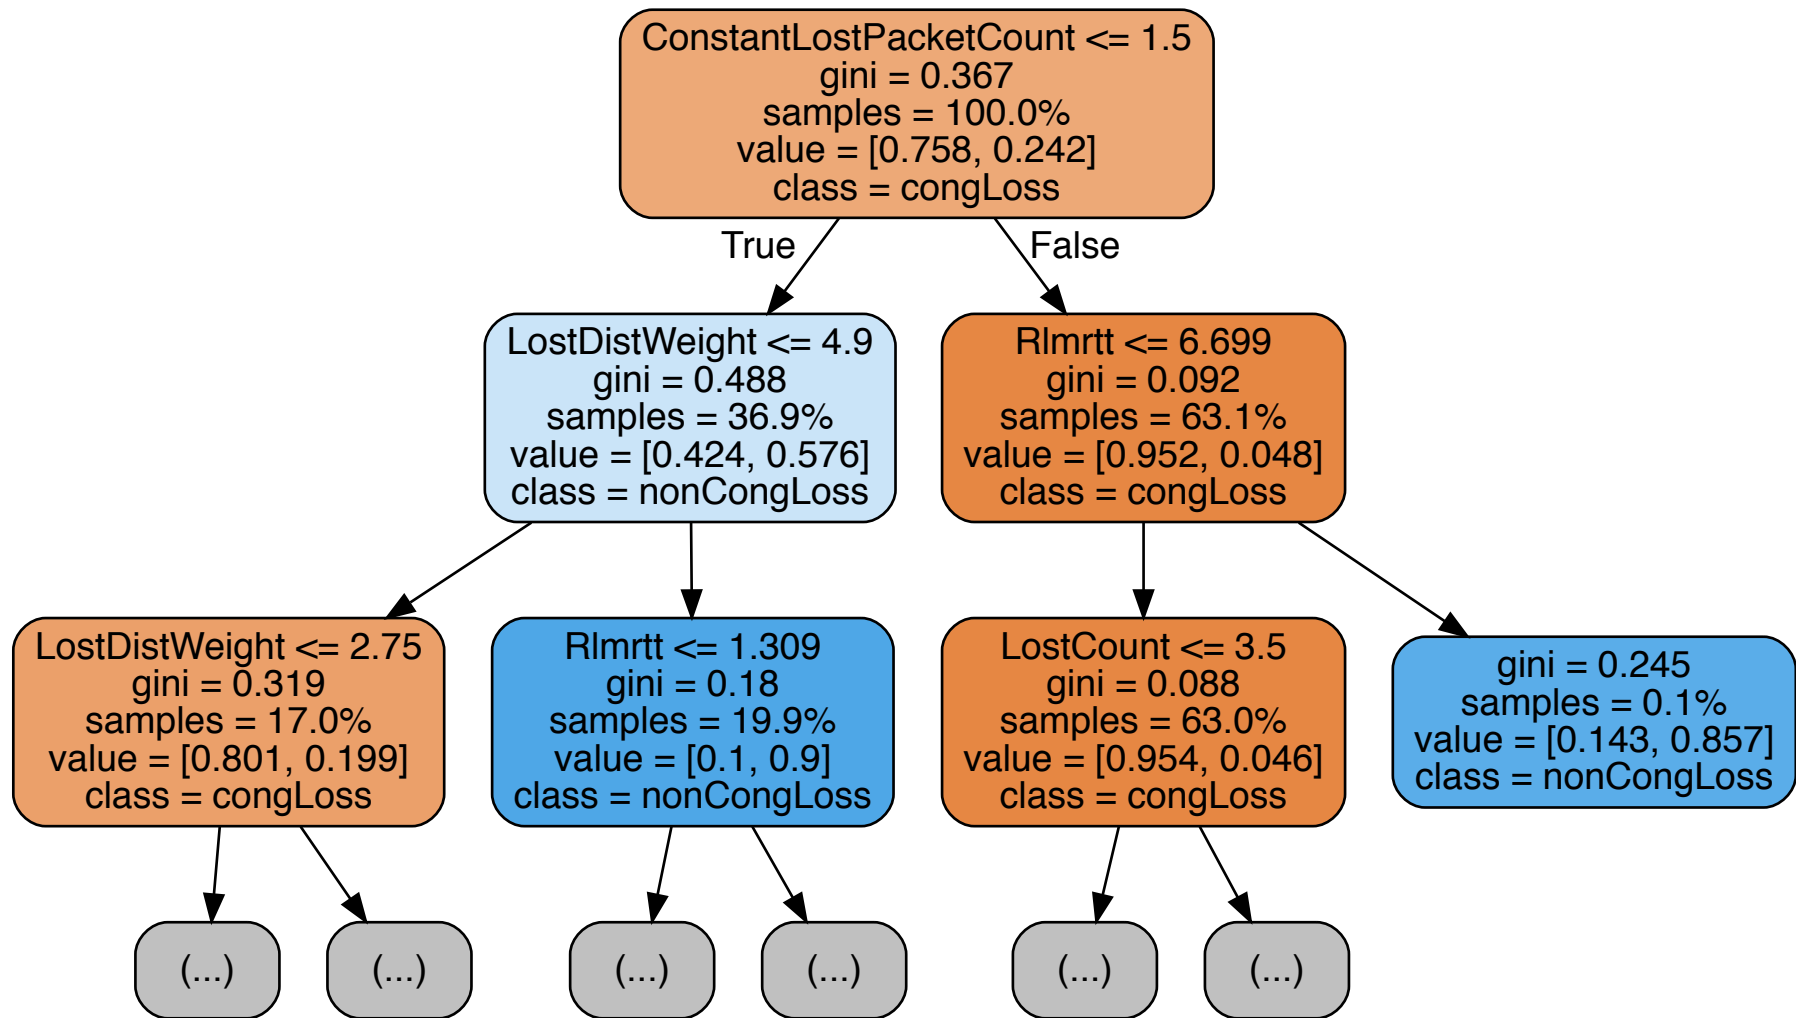 ConstantLostPacketCount <= 1.5
gini = 0.367
samples = 100.0%
value = [0.758, 0.242]
class = congLoss
True
False
LostDistWeight <= 4.9
gini = 0.488
samples = 36.9%
value = [0.424, 0.576]
class = nonCongLoss
Rlmrtt <= 6.699
gini = 0.092
samples = 63.1%
value = [0.952, 0.048]
class = congLoss
LostDistWeight <= 2.75
gini = 0.319
samples = 17.0%
value = [0.801, 0.199]
class = congLoss
Rlmrtt <= 1.309
gini = 0.18
samples = 19.9%
value = [0.1, 0.9]
class = nonCongLoss
LostCount <= 3.5
gini = 0.088
samples = 63.0%
value = [0.954, 0.046]
class = congLoss
gini = 0.245
samples = 0.1%
value = [0.143, 0.857]
class = nonCongLoss
(...)
(...)
(...)
(...)
(...)
(...)